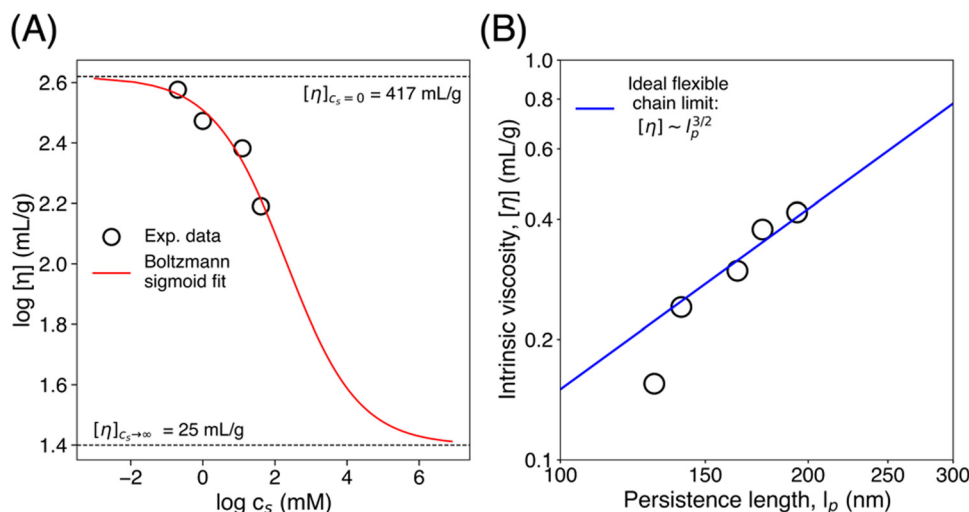 (A)
2.6
2.4
2.2
2.0
1.8
1.6
1.4
log [η] (mL/g)
[η]cₛ=0 = 417 mL/g
Exp. data
Boltzmann
sigmoid fit
[η]cₛ→∞ = 25 mL/g
−2 0 2 4 6
log cₛ (mM)
(B)
1.0
0.8
0.6
0.4
0.2
0.1
Intrinsic viscosity, [η] (mL/g)
Ideal flexible
chain limit:
[η] ~ lₚ^3/2
100 150 200 250 300
Persistence length, lₚ (nm)